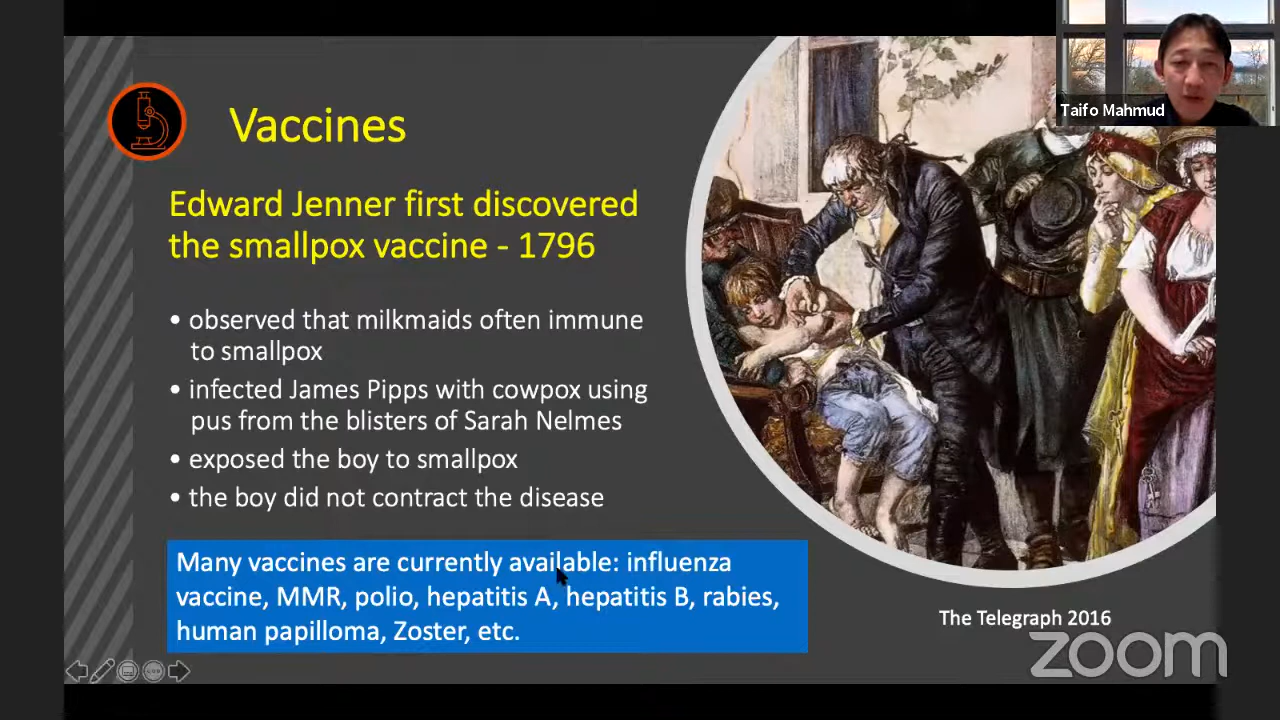 Taifo Mahmud
Vaccines
Edward Jenner first discovered
the smallpox vaccine - 1796
• observed that milkmaids often immune
to smallpox
• infected James Pipps with cowpox using
pus from the blisters of Sarah Nelmes
• exposed the boy to smallpox
• the boy did not contract the disease
Many vaccines are currently available: influenza
vaccine, MMR, polio, hepatitis A, hepatitis B, rabies,
human papilloma, Zoster, etc.
The Telegraph 2016
zoom